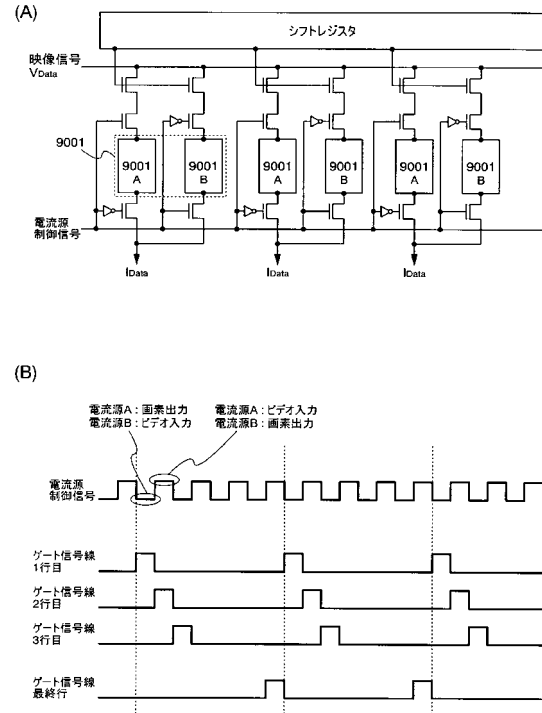 (A)
シフトレジスタ
映像信号
VData
9001
9001
A
9001
B
9001
A
9001
B
9001
A
9001
B
電流源
制御信号
IData
IData
IData
(B)
電流源A：画素出力
電流源B：ビデオ入力
電流源A：ビデオ入力
電流源B：画素出力
電流源
制御信号
ゲート信号線
1行目
ゲート信号線
2行目
ゲート信号線
3行目
ゲート信号線
最終行